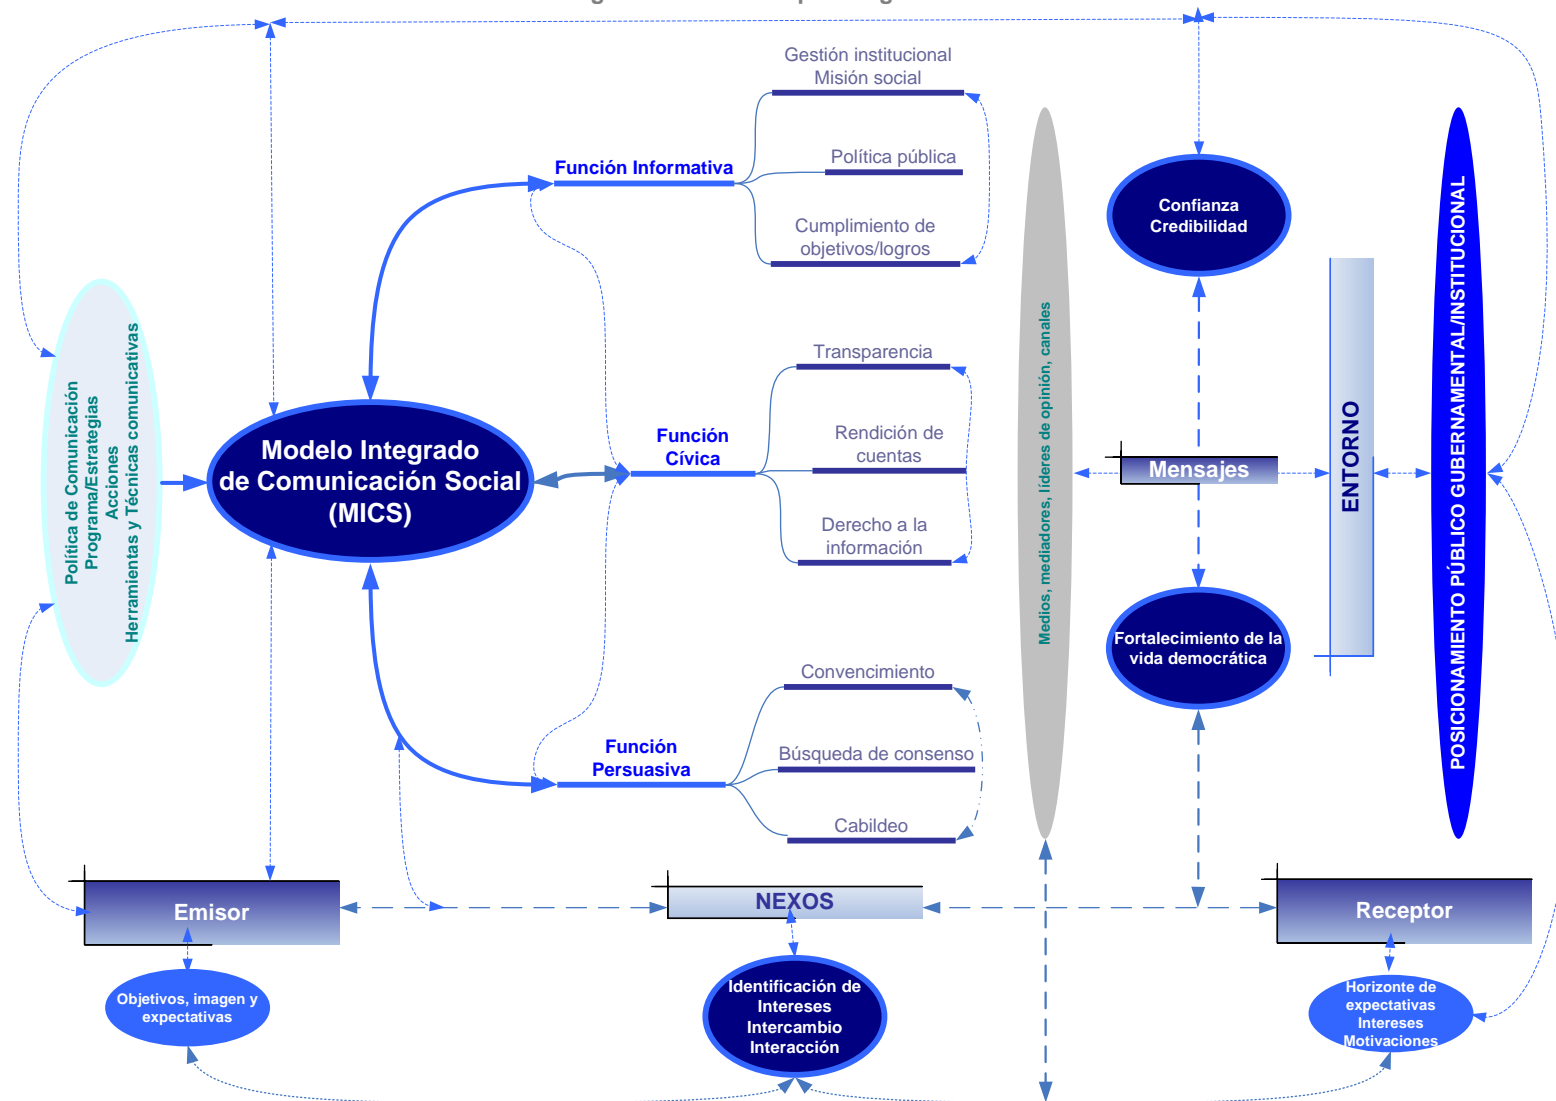 Gestión institucional
Misión social
Función Informativa
Política pública
Cumplimiento de
objetivos/logros
Confianza
Credibilidad
Política de Comunicación
Programa/Estrategias
Acciones
Herramientas y Técnicas comunicativas
Modelo Integrado
de Comunicación Social
(MICS)
Función
Cívica
Transparencia
Rendición de
cuentas
Derecho a la
información
Medios, mediadores, líderes de opinión, canales
Mensajes
ENTORNO
POSICIONAMIENTO PÚBLICO GUBERNAMENTAL/INSTITUCIONAL
Fortalecimiento de la
vida democrática
Función
Persuasiva
Convencimiento
Búsqueda de consenso
Cabildeo
Emisor
NEXOS
Receptor
Objetivos, imagen y
expectativas
Identificación de
Intereses
Intercambio
Interacción
Horizonte de
expectativas
Intereses
Motivaciones